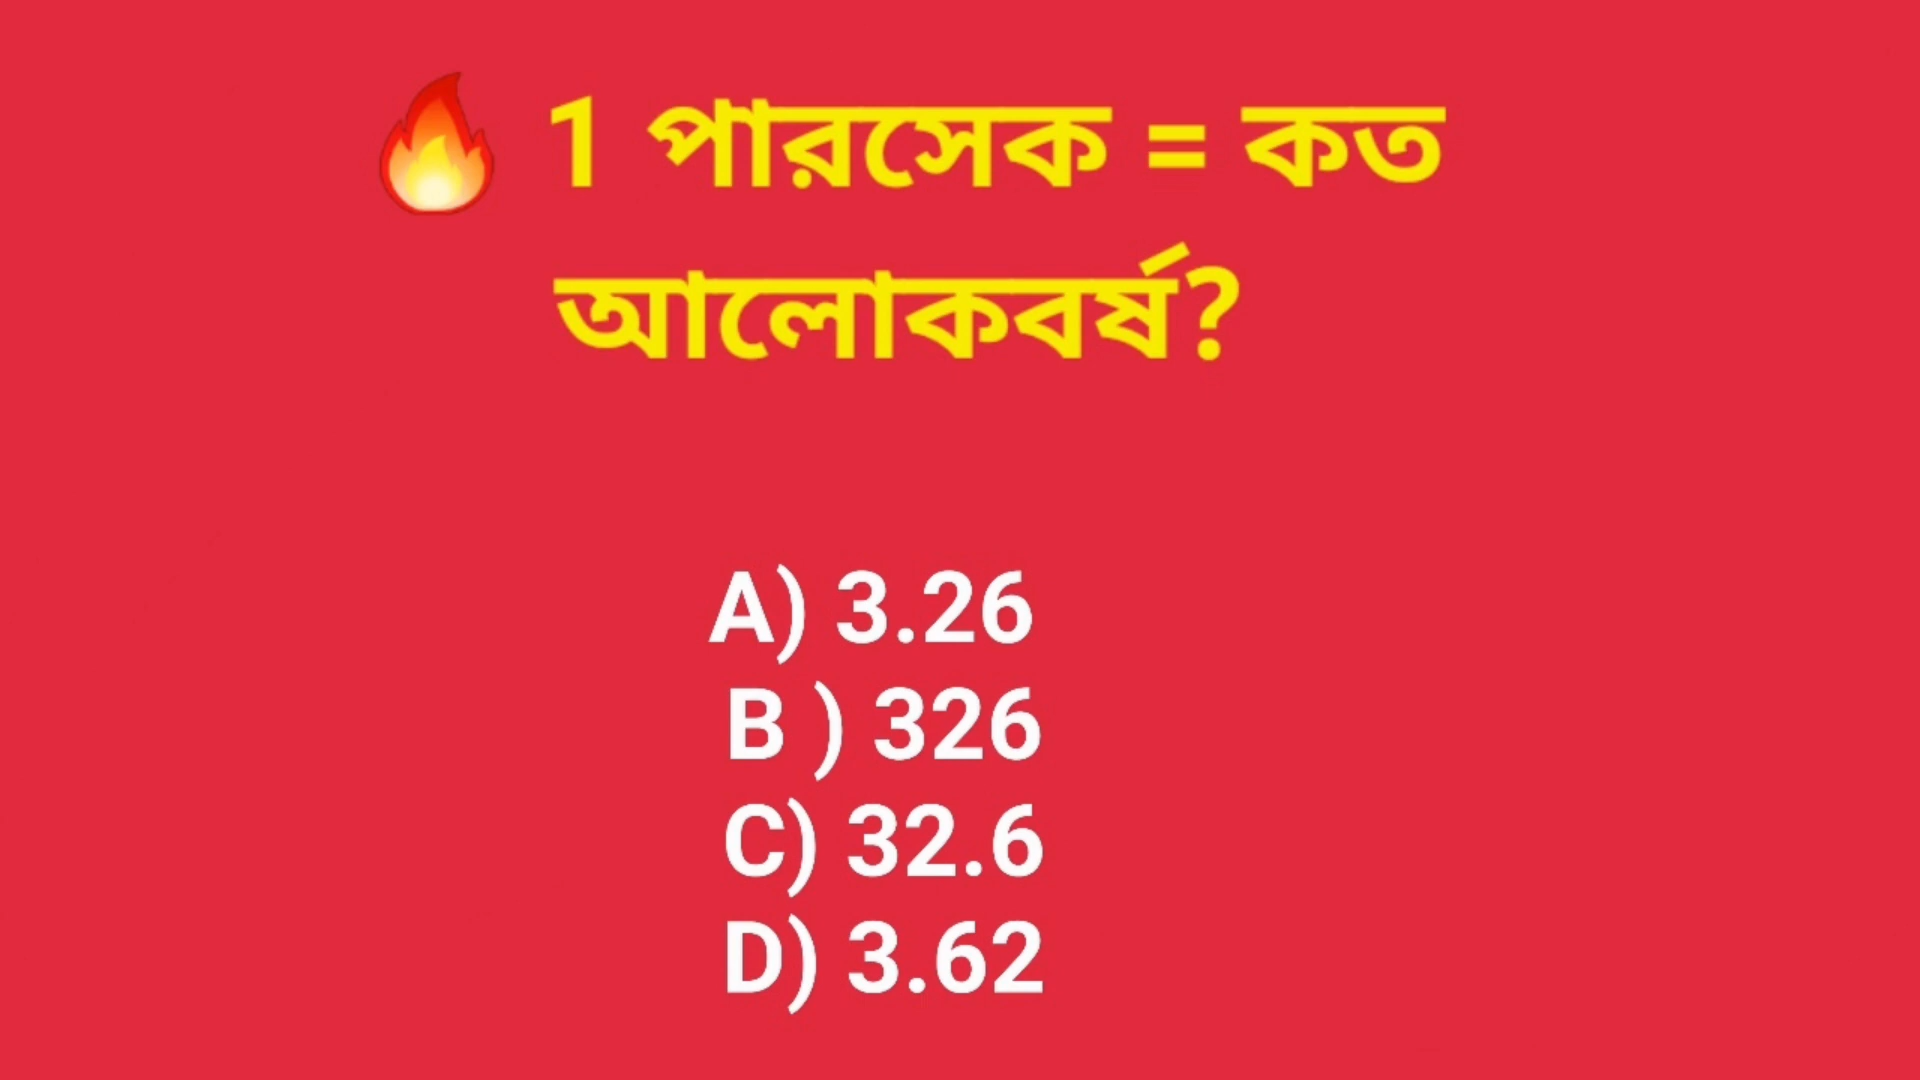 🔥 1 পারসেক = কত
আলোকবর্ষ?
A) 3.26
B ) 326
C) 32.6
D) 3.62